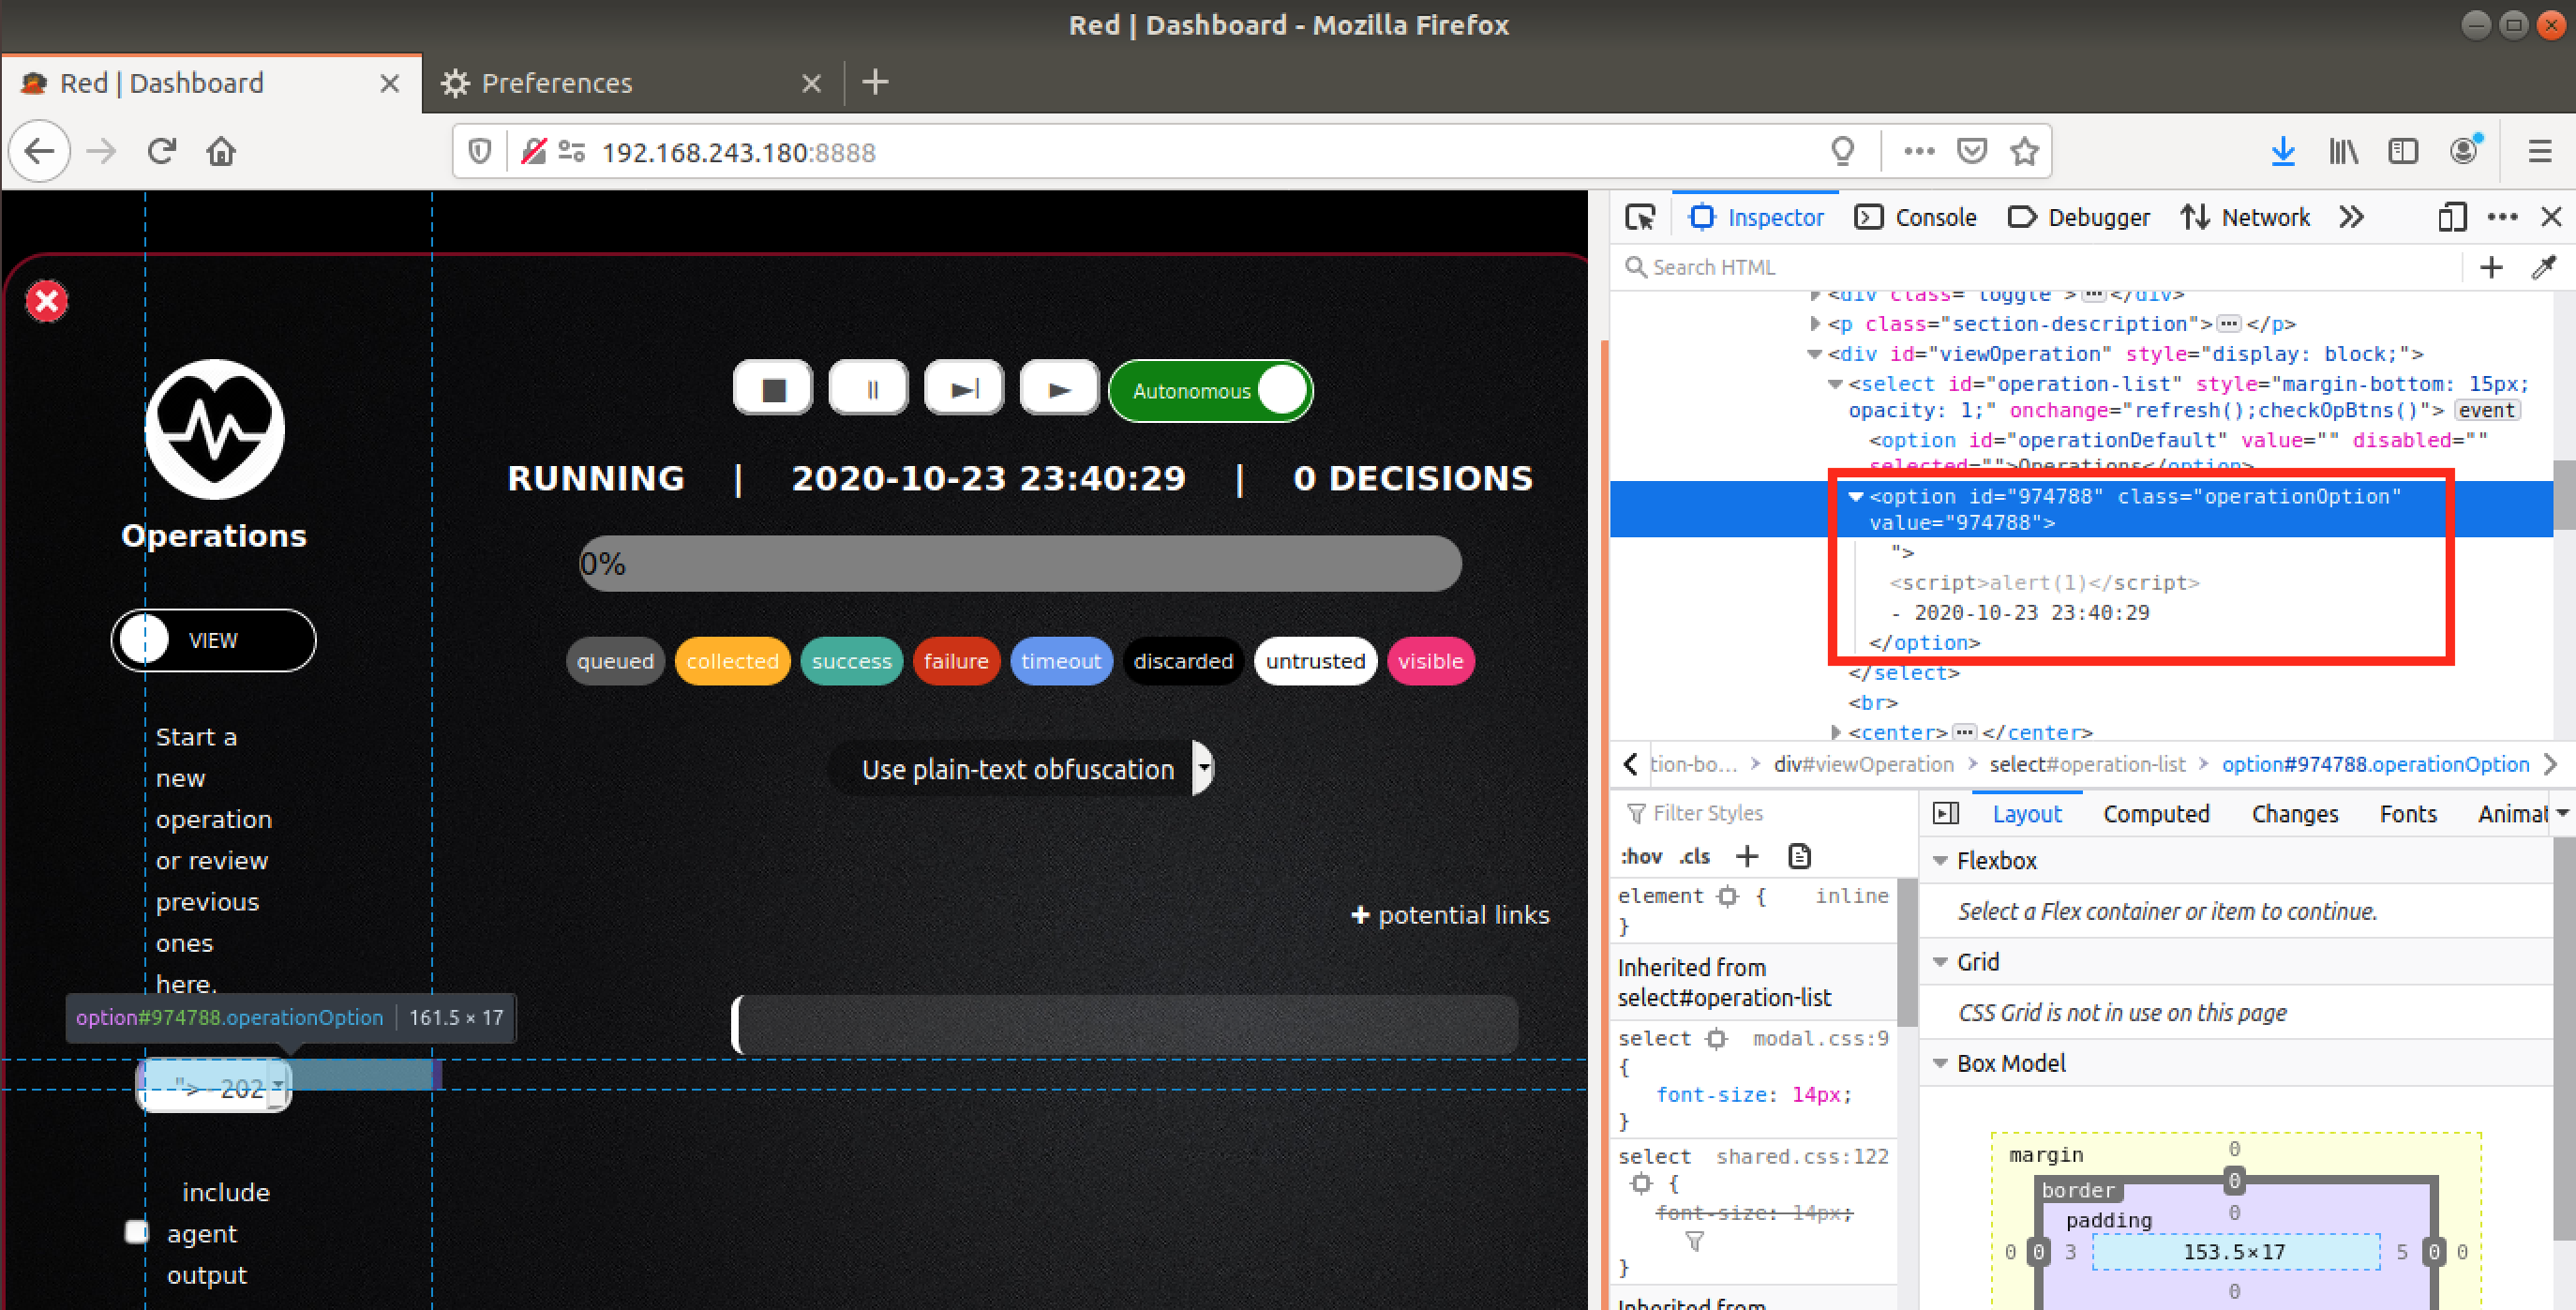 Red | Dashboard - Mozilla Firefox
Red | Dashboard
Preferences
192.168.243.180:8888
Operations
VIEW
Start a
new
operation
or review
previous
ones
here.
option#974788.operationOption | 161.5 × 17
"> - 202
include
agent
output
Autonomous
RUNNING | 2020-10-23 23:40:29 | 0 DECISIONS
0%
queued collected success failure timeout discarded untrusted visible
Use plain-text obfuscation
+ potential links
Inspector Console Debugger Network
Search HTML
<div class="toggle">…</div>
<p class="section-description">…</p>
<div id="viewOperation" style="display: block;">
<select id="operation-list" style="margin-bottom: 15px;
opacity: 1;" onchange="refresh();checkOpBtns()"> event
<option id="operationDefault" value="" disabled=""
selected="">Operations</option>
<option id="974788" class="operationOption"
value="974788">
">
<script>alert(1)</script>
- 2020-10-23 23:40:29
</option>
</select>
<br>
<center>…</center>
tion-bo… > div#viewOperation > select#operation-list > option#974788.operationOption
Filter Styles
:hov .cls +
element { inline
}
Inherited from
select#operation-list
select modal.css:9
{
font-size: 14px;
}
select shared.css:122
{
font-size: 14px;
}
Inherited from
Layout Computed Changes Fonts Animat
Flexbox
Select a Flex container or item to continue.
Grid
CSS Grid is not in use on this page
Box Model
margin 0
border 0
padding 0
0 0 3 153.5×17 5 0 0
0